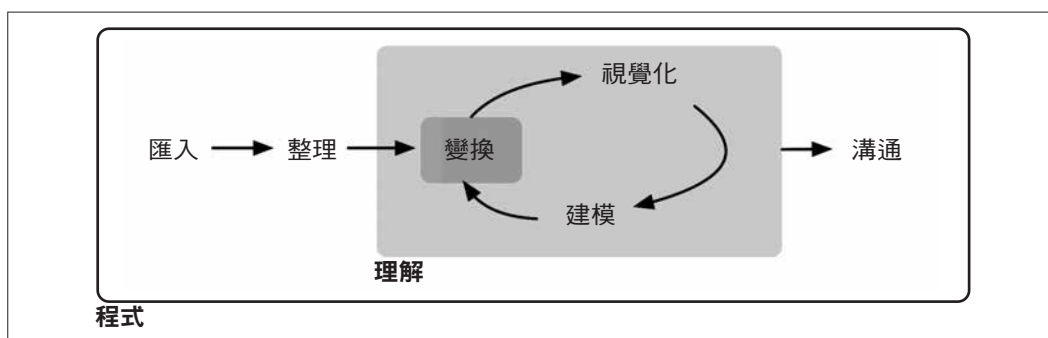 視覺化
匯入 整理 變換 溝通
建模
理解
程式